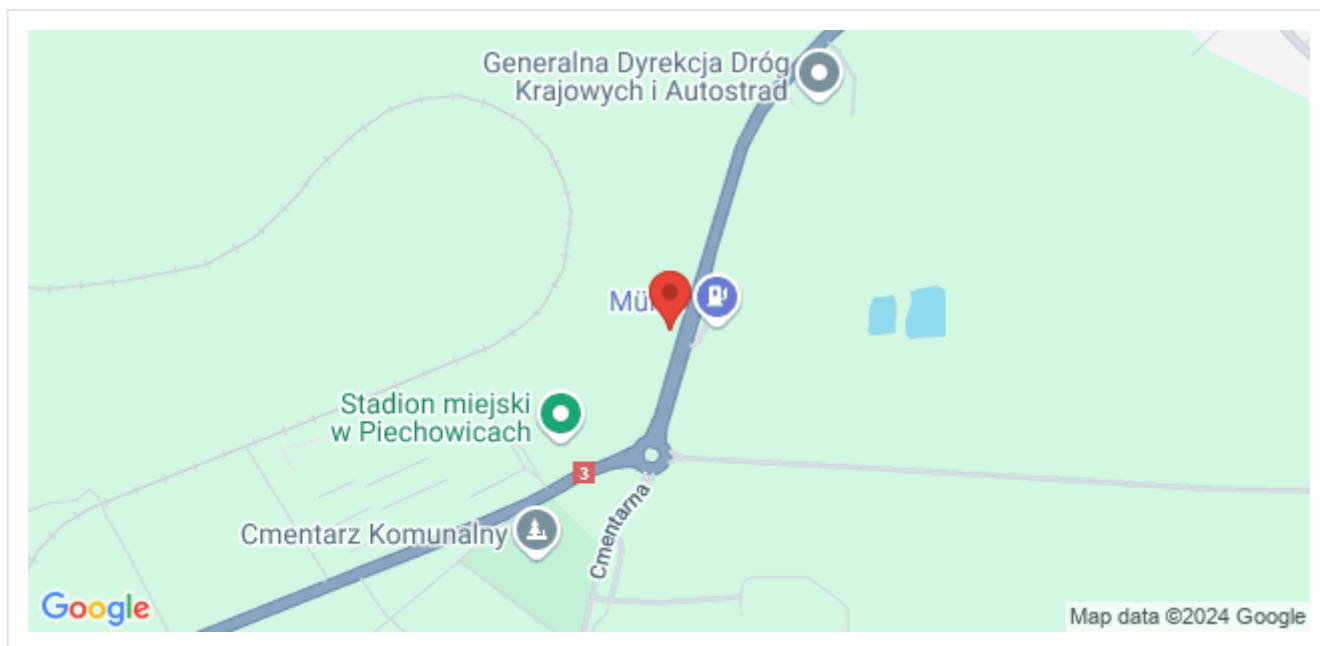 Generalna Dyrekcja Dróg
Krajowych i Autostrad
Stadion miejski
w Piechowicach
3
Cmentarna
Cmentarz Komunalny
Google
Map data ©2024 Google